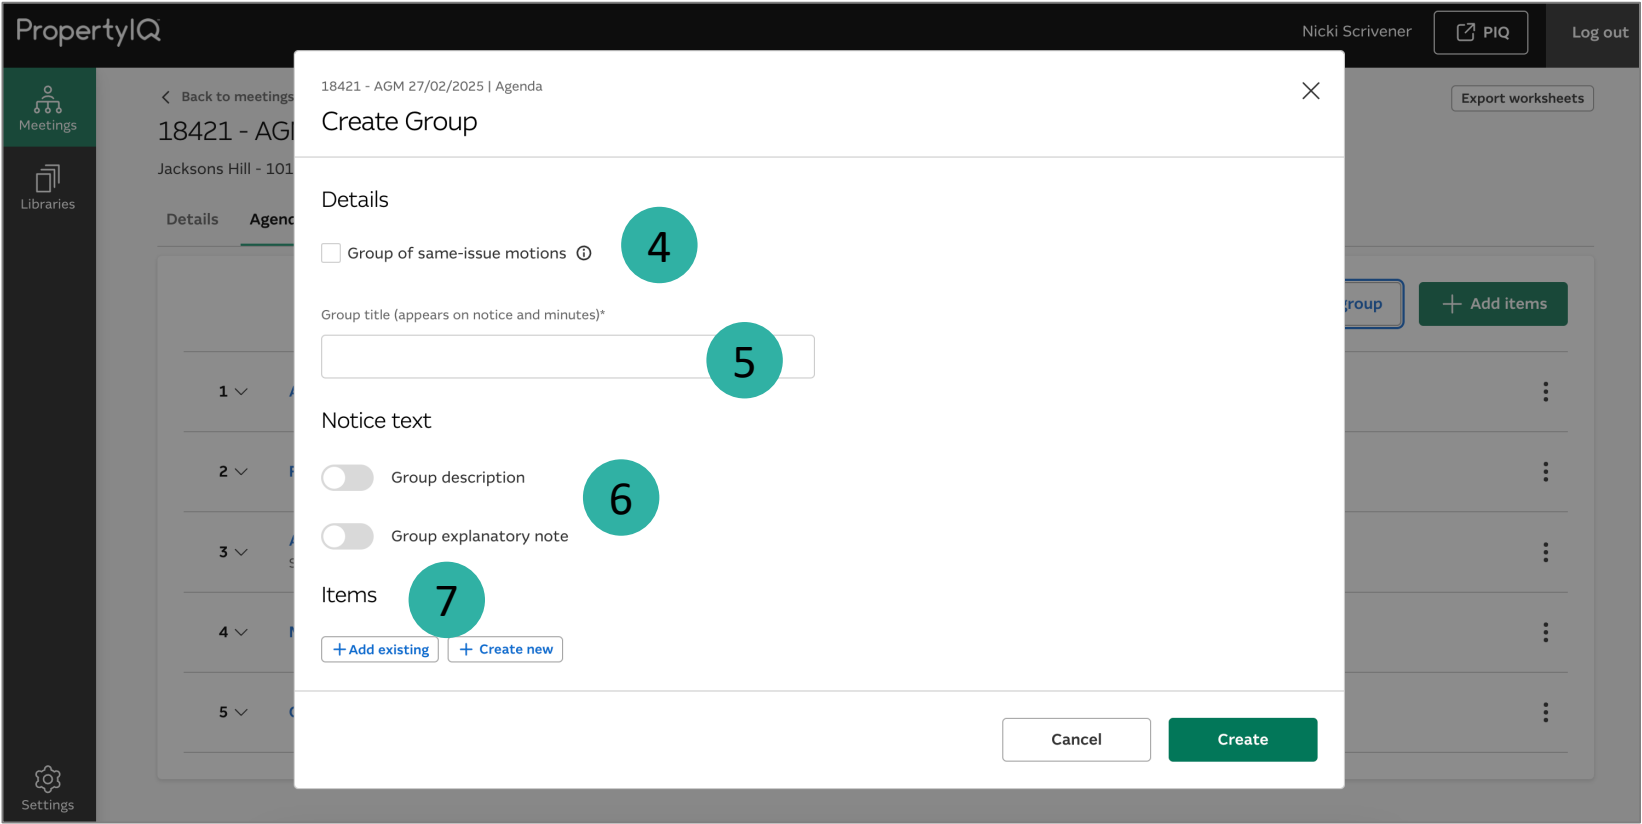 PropertyIQ
Nicki Scrivener
PIQ
Log out
Meetings
Libraries
Settings
Back to meetings
18421 - AG
Jacksons Hill - 101
Details
Agen
Export worksheets
group
Add items
1
2
3
4
5
18421 - AGM 27/02/2025 | Agenda
Create Group
Details
Group of same-issue motions
4
Group title (appears on notice and minutes)*
5
Notice text
Group description
6
Group explanatory note
Items
7
+ Add existing
+ Create new
Cancel
Create